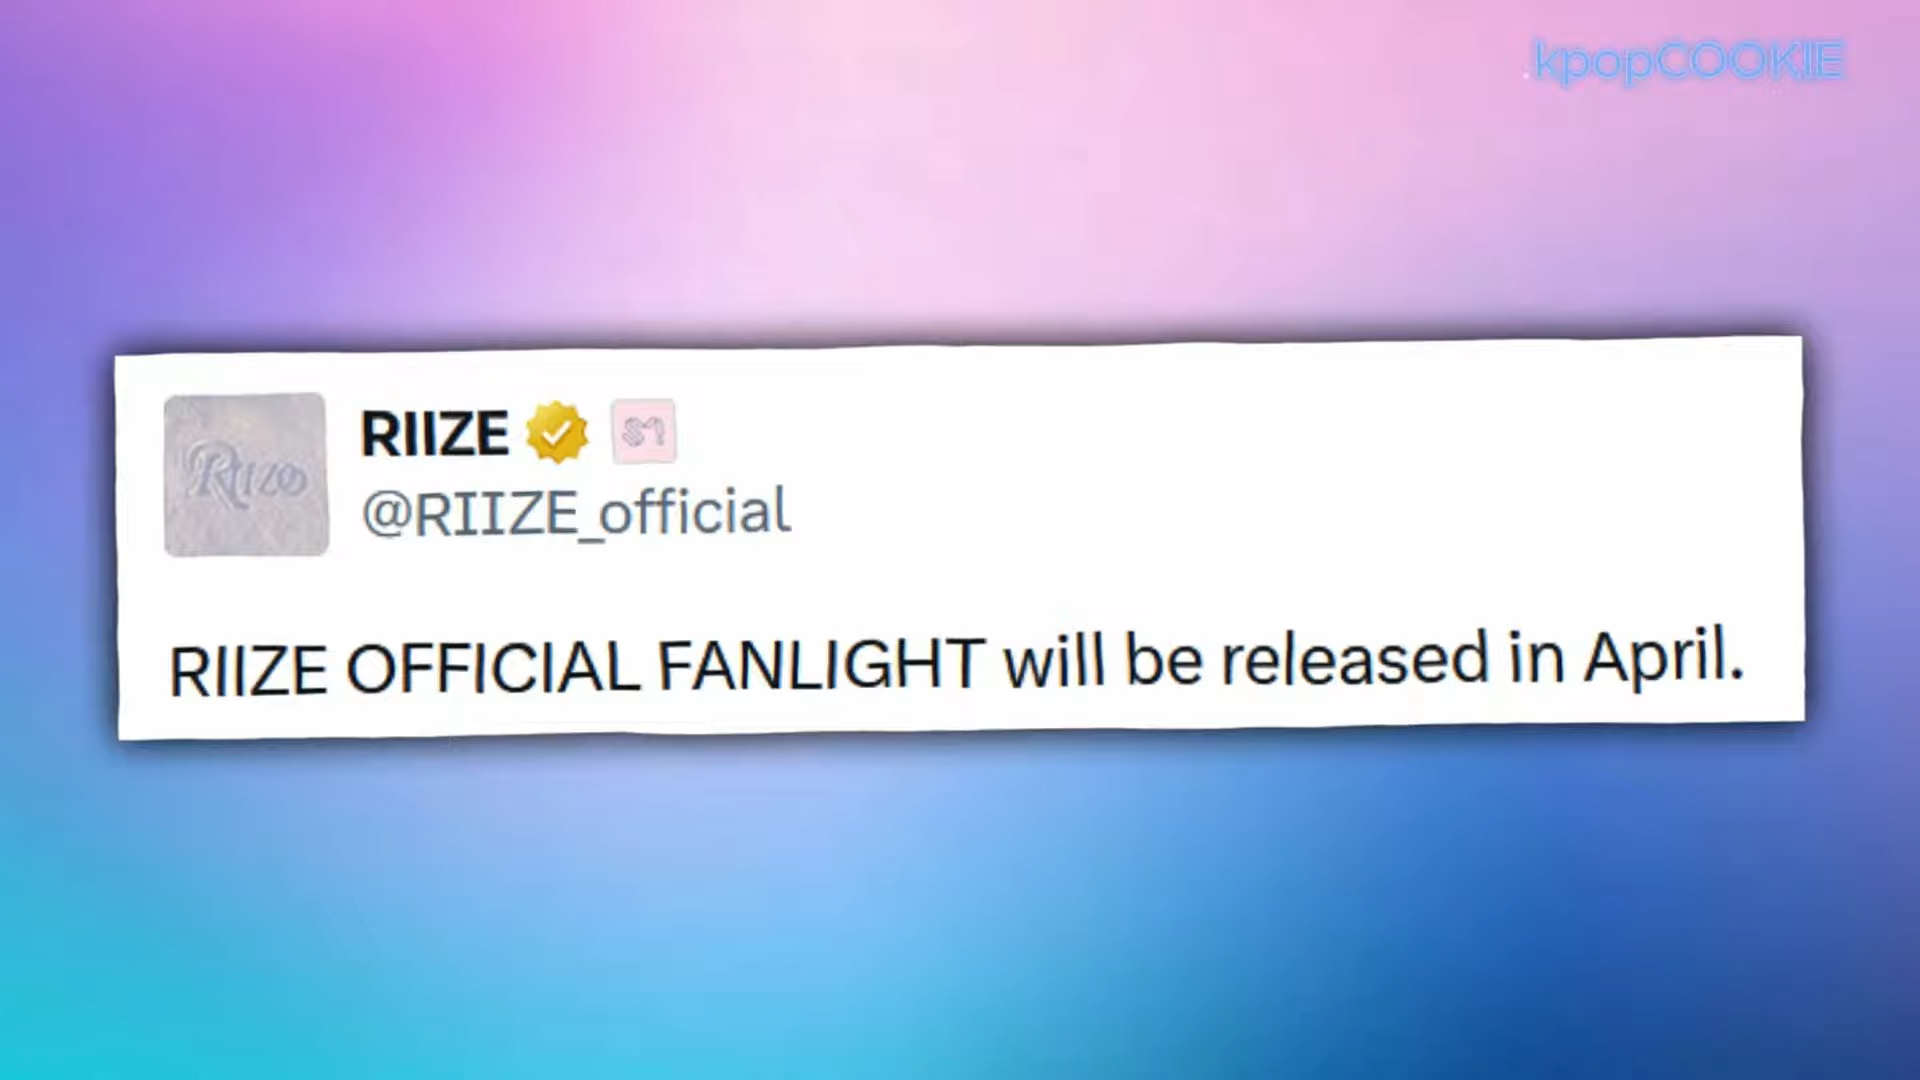 kpopCOOKIE
RIIZE
@RIIZE_official
RIIZE OFFICIAL FANLIGHT will be released in April.